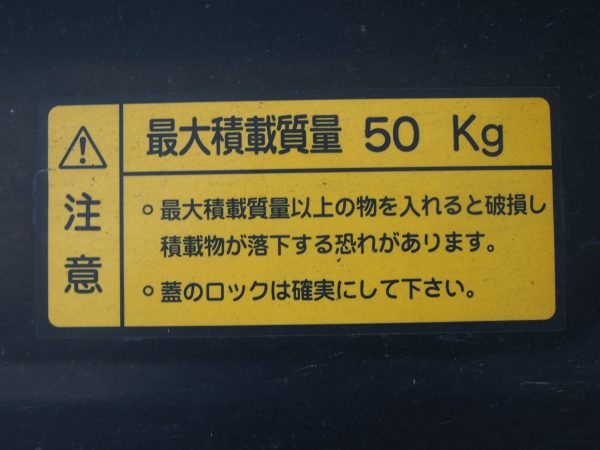 注意
最大積載質量 50 Kg
○ 最大積載質量以上の物を入れると破損し
積載物が落下する恐れがあります。
○ 蓋のロックは確実にして下さい。